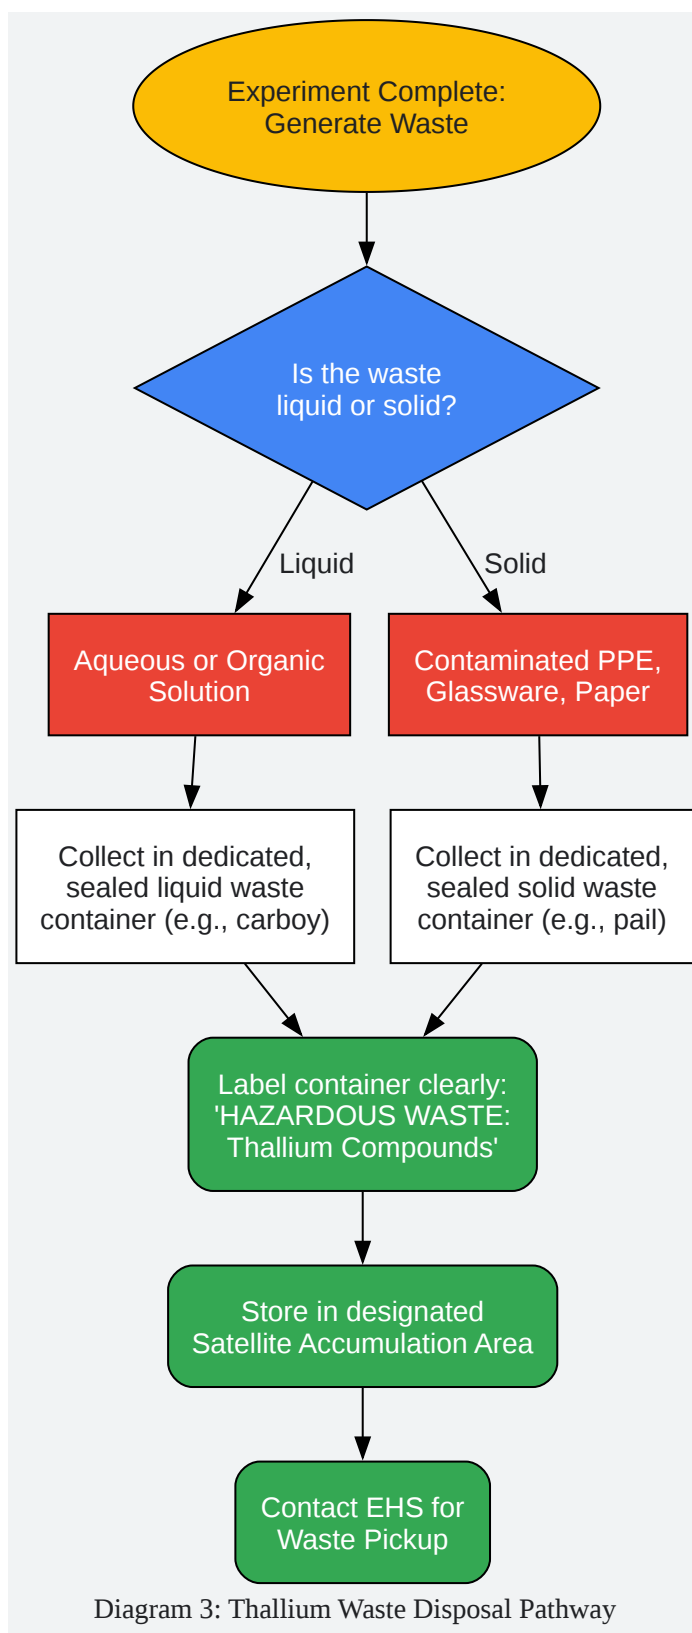 Experiment Complete:
Generate Waste
Is the waste
liquid or solid?
Liquid
Solid
Aqueous or Organic
Solution
Contaminated PPE,
Glassware, Paper
Collect in dedicated,
sealed liquid waste
container (e.g., carboy)
Collect in dedicated,
sealed solid waste
container (e.g., pail)
Label container clearly:
'HAZARDOUS WASTE:
Thallium Compounds'
Store in designated
Satellite Accumulation Area
Contact EHS for
Waste Pickup
Diagram 3: Thallium Waste Disposal Pathway